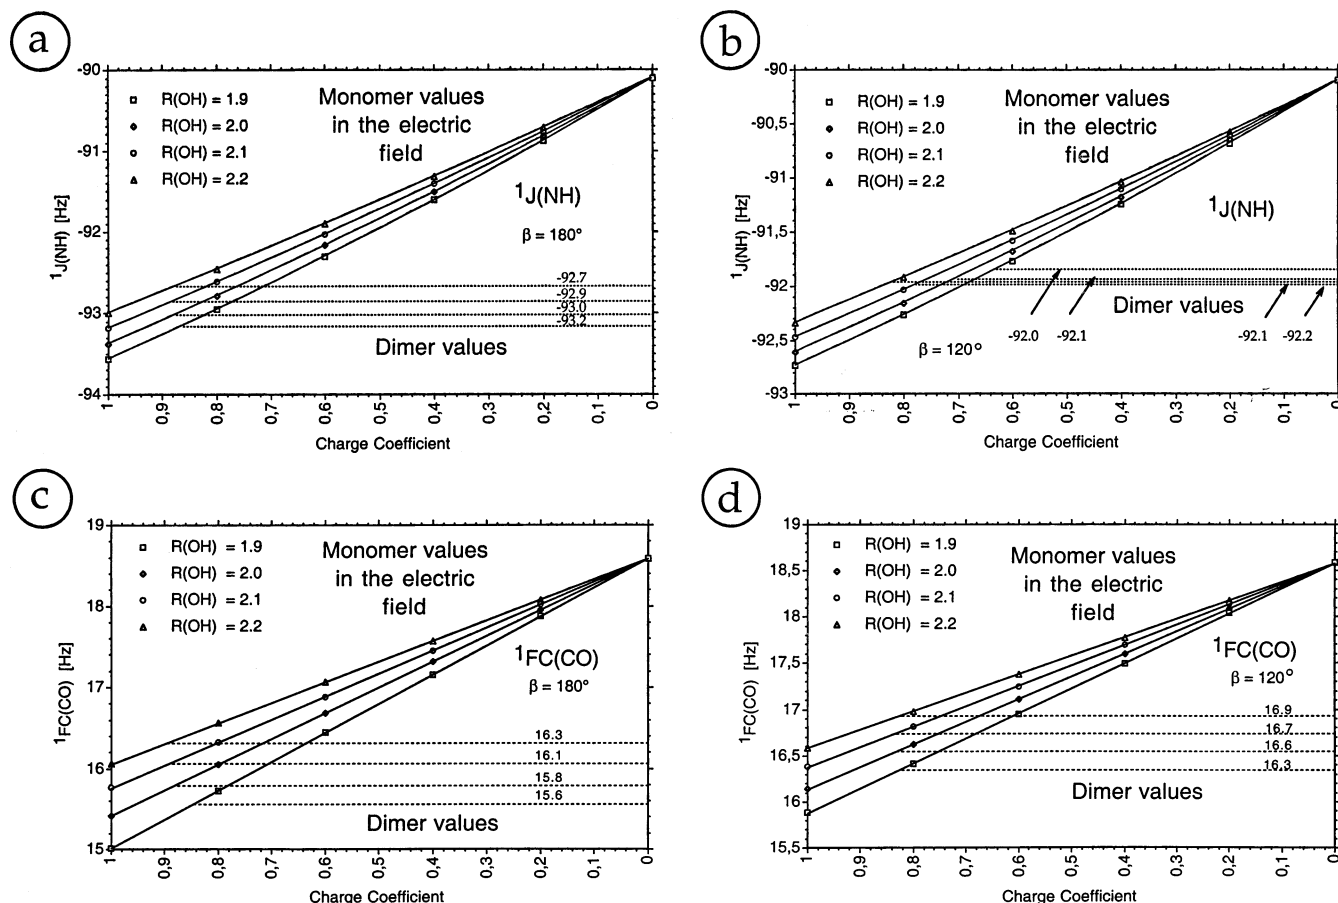 a
-90
-91
-92
-93
-94
¹J(NH) [Hz]
R(OH) = 1.9
R(OH) = 2.0
R(OH) = 2.1
R(OH) = 2.2
Monomer values
in the electric
field
¹J(NH)
β = 180°
-92.7
-92.9
-93.0
-93.2
Dimer values
1
0,9
0,8
0,7
0,6
0,5
0,4
0,3
0,2
0,1
0
Charge Coefficient
b
-90
-90,5
-91
-91,5
-92
-92,5
-93
¹J(NH) [Hz]
R(OH) = 1.9
R(OH) = 2.0
R(OH) = 2.1
R(OH) = 2.2
Monomer values
in the electric
field
¹J(NH)
Dimer values
-92.0
-92.1
-92.1
-92.2
β = 120°
1
0,9
0,8
0,7
0,6
0,5
0,4
0,3
0,2
0,1
0
Charge Coefficient
c
19
18
17
16
15
¹FC(CO) [Hz]
R(OH) = 1.9
R(OH) = 2.0
R(OH) = 2.1
R(OH) = 2.2
Monomer values
in the electric
field
¹FC(CO)
β = 180°
16.3
16.1
15.8
15.6
Dimer values
1
0,9
0,8
0,7
0,6
0,5
0,4
0,3
0,2
0,1
0
Charge Coefficient
d
19
18,5
18
17,5
17
16,5
16
15,5
¹FC(CO) [Hz]
R(OH) = 1.9
R(OH) = 2.0
R(OH) = 2.1
R(OH) = 2.2
Monomer values
in the electric
field
¹FC(CO)
β = 120°
16.9
16.7
16.6
16.3
Dimer values
1
0,9
0,8
0,7
0,6
0,5
0,4
0,3
0,2
0,1
0
Charge Coefficient